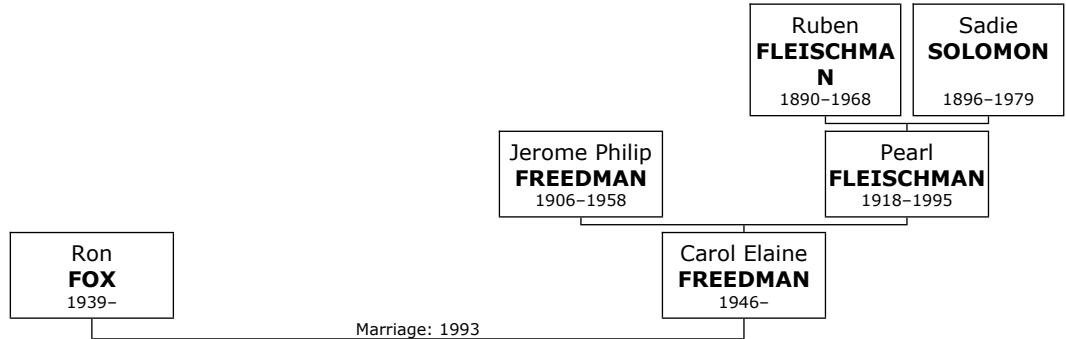 Ruben
FLEISCHMA
N
1890–1968
Sadie
SOLOMON
1896–1979
Jerome Philip
FREEDMAN
1906–1958
Pearl
FLEISCHMAN
1918–1995
Ron
FOX
1939–
Carol Elaine
FREEDMAN
1946–
Marriage: 1993